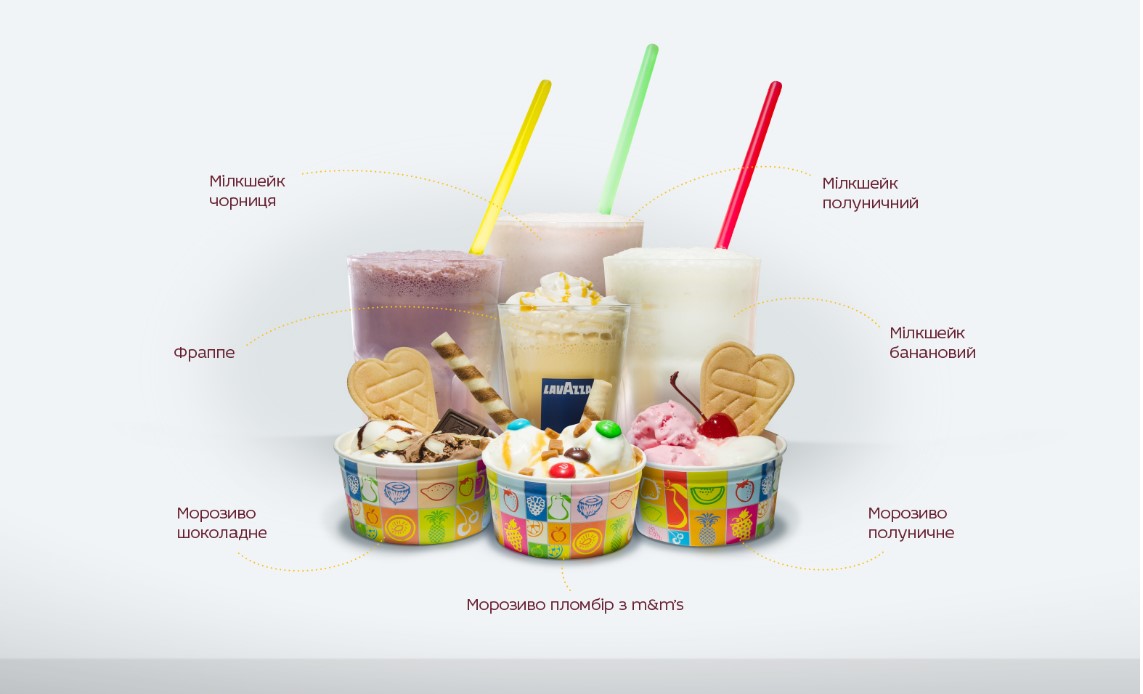 Мілкшейк
чорниця
Мілкшейк
полуничний
Фраппе
Мілкшейк
банановий
LAVAZZA
Морозиво
шоколадне
Морозиво
полуничне
Морозиво пломбір з m&m's